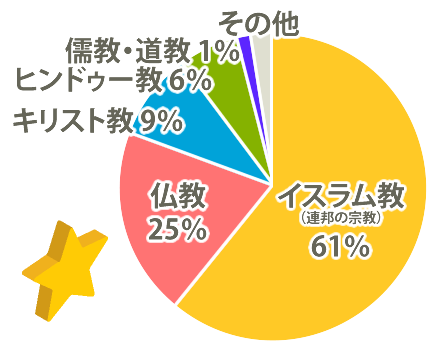 その他
儒教・道教 1%
ヒンドゥー教 6%
キリスト教 9%
仏教
25%
イスラム教
(連邦の宗教)
61%